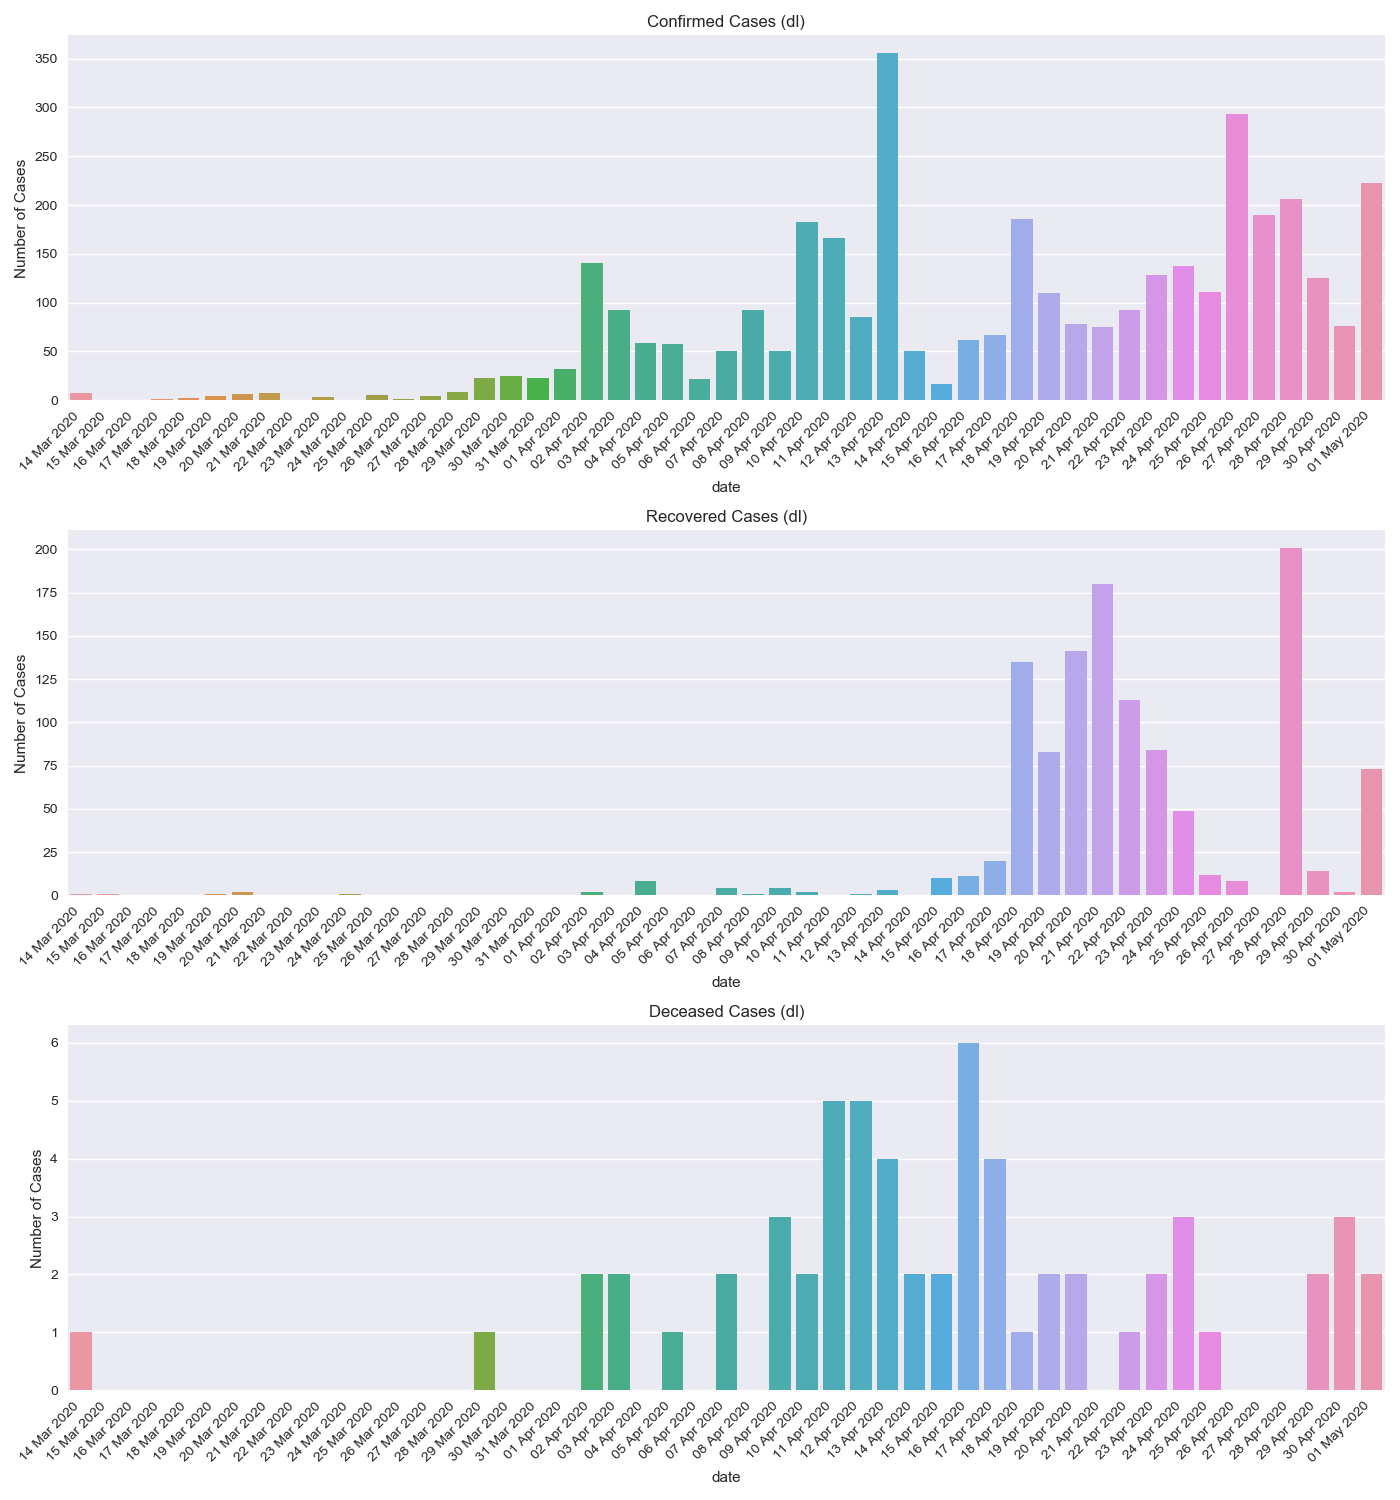 Confirmed Cases (dl)
Number of Cases
350
300
250
200
150
100
50
0
14 Mar 2020
15 Mar 2020
16 Mar 2020
17 Mar 2020
18 Mar 2020
19 Mar 2020
20 Mar 2020
21 Mar 2020
22 Mar 2020
23 Mar 2020
24 Mar 2020
25 Mar 2020
26 Mar 2020
27 Mar 2020
28 Mar 2020
29 Mar 2020
30 Mar 2020
31 Mar 2020
01 Apr 2020
02 Apr 2020
03 Apr 2020
04 Apr 2020
05 Apr 2020
06 Apr 2020
07 Apr 2020
08 Apr 2020
09 Apr 2020
10 Apr 2020
11 Apr 2020
12 Apr 2020
13 Apr 2020
14 Apr 2020
15 Apr 2020
16 Apr 2020
17 Apr 2020
18 Apr 2020
19 Apr 2020
20 Apr 2020
21 Apr 2020
22 Apr 2020
23 Apr 2020
24 Apr 2020
25 Apr 2020
26 Apr 2020
27 Apr 2020
28 Apr 2020
29 Apr 2020
30 Apr 2020
01 May 2020
date
Recovered Cases (dl)
Number of Cases
200
175
150
125
100
75
50
25
0
14 Mar 2020
15 Mar 2020
16 Mar 2020
17 Mar 2020
18 Mar 2020
19 Mar 2020
20 Mar 2020
21 Mar 2020
22 Mar 2020
23 Mar 2020
24 Mar 2020
25 Mar 2020
26 Mar 2020
27 Mar 2020
28 Mar 2020
29 Mar 2020
30 Mar 2020
31 Mar 2020
01 Apr 2020
02 Apr 2020
03 Apr 2020
04 Apr 2020
05 Apr 2020
06 Apr 2020
07 Apr 2020
08 Apr 2020
09 Apr 2020
10 Apr 2020
11 Apr 2020
12 Apr 2020
13 Apr 2020
14 Apr 2020
15 Apr 2020
16 Apr 2020
17 Apr 2020
18 Apr 2020
19 Apr 2020
20 Apr 2020
21 Apr 2020
22 Apr 2020
23 Apr 2020
24 Apr 2020
25 Apr 2020
26 Apr 2020
27 Apr 2020
28 Apr 2020
29 Apr 2020
30 Apr 2020
01 May 2020
date
Deceased Cases (dl)
Number of Cases
6
5
4
3
2
1
0
14 Mar 2020
15 Mar 2020
16 Mar 2020
17 Mar 2020
18 Mar 2020
19 Mar 2020
20 Mar 2020
21 Mar 2020
22 Mar 2020
23 Mar 2020
24 Mar 2020
25 Mar 2020
26 Mar 2020
27 Mar 2020
28 Mar 2020
29 Mar 2020
30 Mar 2020
31 Mar 2020
01 Apr 2020
02 Apr 2020
03 Apr 2020
04 Apr 2020
05 Apr 2020
06 Apr 2020
07 Apr 2020
08 Apr 2020
09 Apr 2020
10 Apr 2020
11 Apr 2020
12 Apr 2020
13 Apr 2020
14 Apr 2020
15 Apr 2020
16 Apr 2020
17 Apr 2020
18 Apr 2020
19 Apr 2020
20 Apr 2020
21 Apr 2020
22 Apr 2020
23 Apr 2020
24 Apr 2020
25 Apr 2020
26 Apr 2020
27 Apr 2020
28 Apr 2020
29 Apr 2020
30 Apr 2020
01 May 2020
date